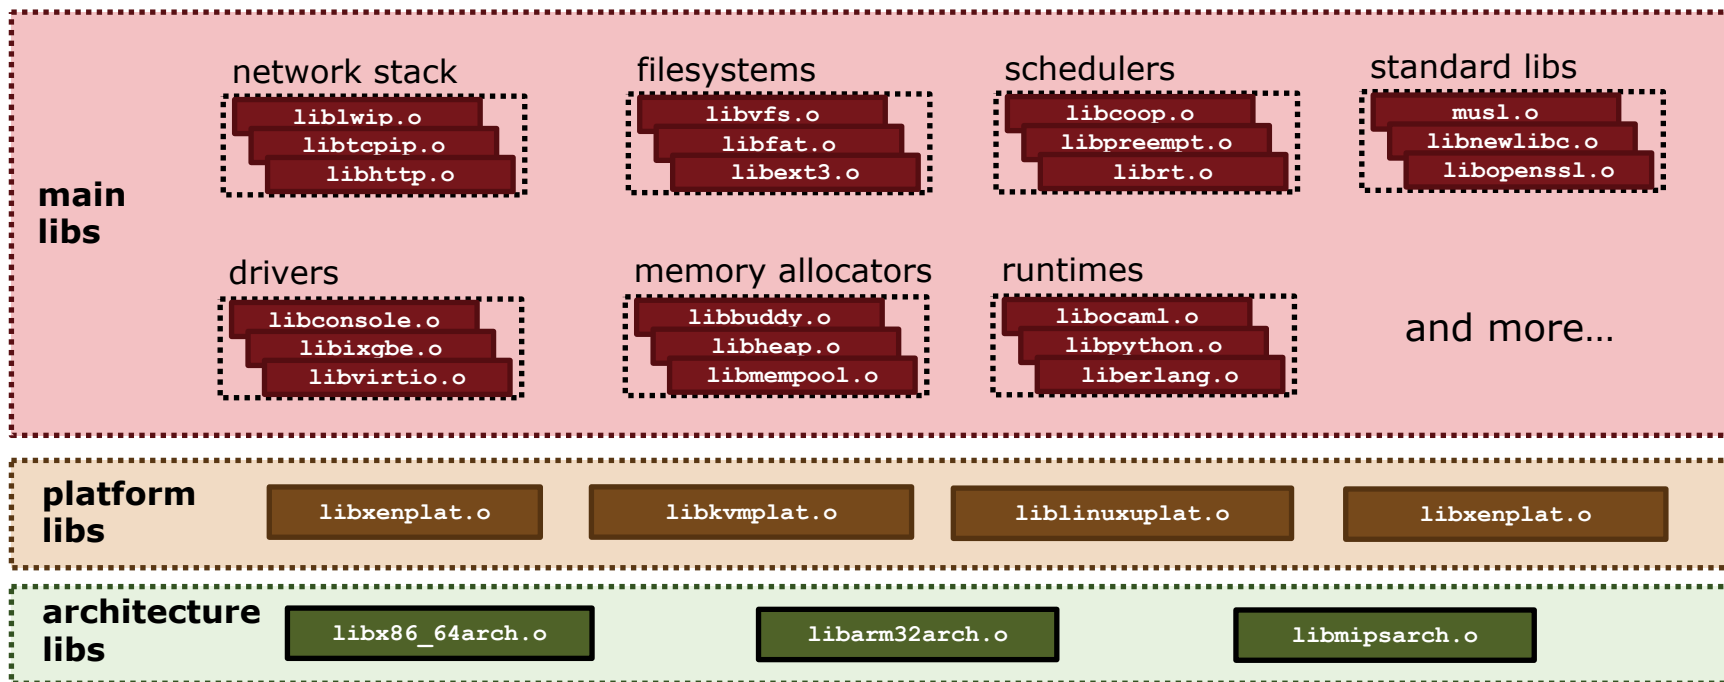 main
libs
network stack
liblwip.o
libtcpip.o
libhttp.o
filesystems
libvfs.o
libfat.o
libext3.o
schedulers
libcoop.o
libpreempt.o
librt.o
standard libs
musl.o
libnewlibc.o
libopenssl.o
drivers
libconsole.o
libixgbe.o
libvirtio.o
memory allocators
libbuddy.o
libheap.o
libmempool.o
runtimes
libocaml.o
libpython.o
liberlang.o
and more…
platform
libs
libxenplat.o
libkvmplat.o
liblinuxuplat.o
libxenplat.o
architecture
libs
libx86_64arch.o
libarm32arch.o
libmipsarch.o